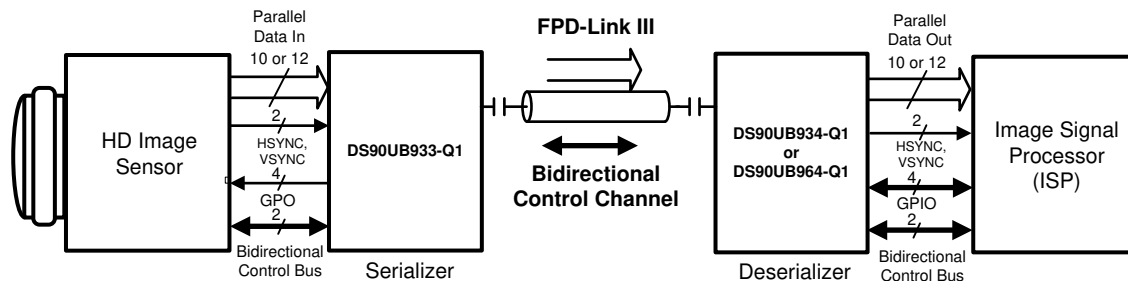 Parallel
Data In
10 or 12
HD Image
Sensor
2
HSYNC,
VSYNC
4
GPO
2
Bidirectional
Control Bus
DS90UB933-Q1
Serializer
FPD-Link III
Bidirectional
Control Channel
DS90UB934-Q1
or
DS90UB964-Q1
Deserializer
Parallel
Data Out
10 or 12
2
HSYNC,
VSYNC
4
GPIO
2
Bidirectional
Control Bus
Image Signal
Processor
(ISP)